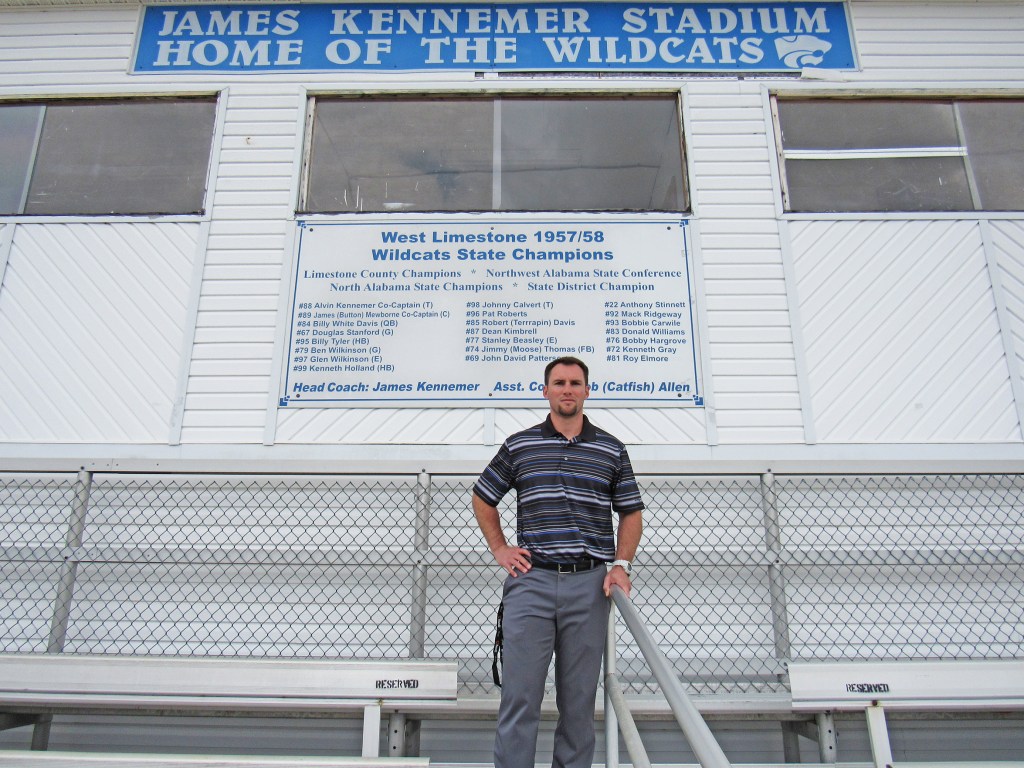 JAMES KENNEMER STADIUM
HOME OF THE WILDCATS
West Limestone 1957/58
Wildcats State Champions
Limestone County Champions * Northwest Alabama State Conference
North Alabama State Champions * State District Champion
#88 Alvin Kennemer Co-Captain (T)
#89 James (Button) Mewborne Co-Captain (C)
#84 Billy White Davis (QB)
#67 Douglas Stanford (G)
#95 Billy Tyler (HB)
#79 Ben Wilkinson (G)
#97 Glen Wilkinson (E)
#99 Kenneth Holland (HB)
#98 Johnny Calvert (T)
#96 Pat Roberts
#85 Robert (Terrrapin) Davis
#87 Dean Kimbrell
#77 Stanley Beasley (E)
#74 Jimmy (Moose) Thomas (FB)
#69 John David
#22 Anthony Stinnett
#92 Mack Ridgeway
#93 Bobbie Carwile
#83 Donald Williams
#76 Bobby Hargrove
#72 Kenneth Gray
#81 Roy Elmore
Head Coach: James Kennemer Asst. (Catfish) Allen
RESERVED
RESERVED